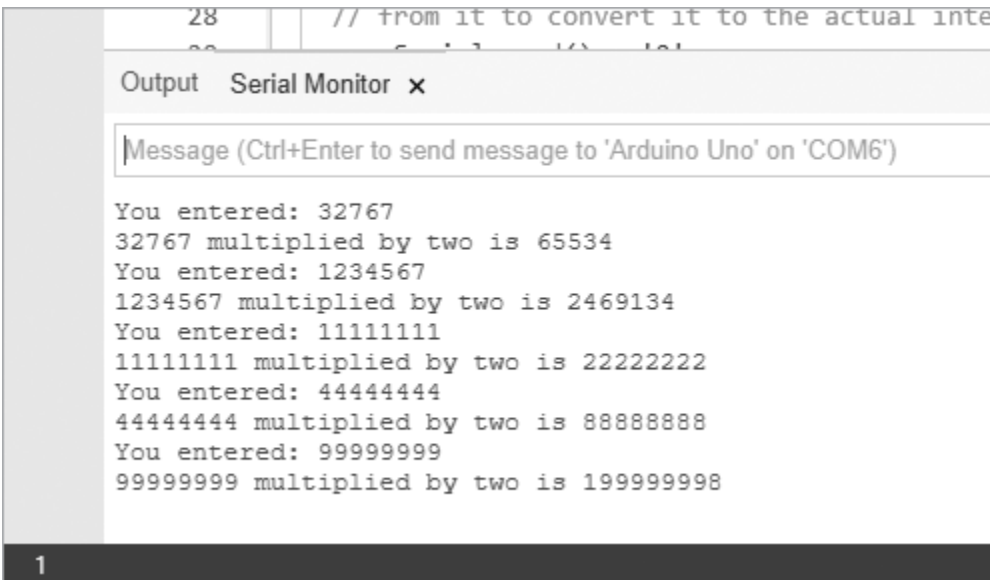 28 // from it to convert it to the actual inte
Output Serial Monitor ×
Message (Ctrl+Enter to send message to 'Arduino Uno' on 'COM6')
You entered: 32767
32767 multiplied by two is 65534
You entered: 1234567
1234567 multiplied by two is 2469134
You entered: 11111111
11111111 multiplied by two is 22222222
You entered: 44444444
44444444 multiplied by two is 88888888
You entered: 99999999
99999999 multiplied by two is 199999998
1